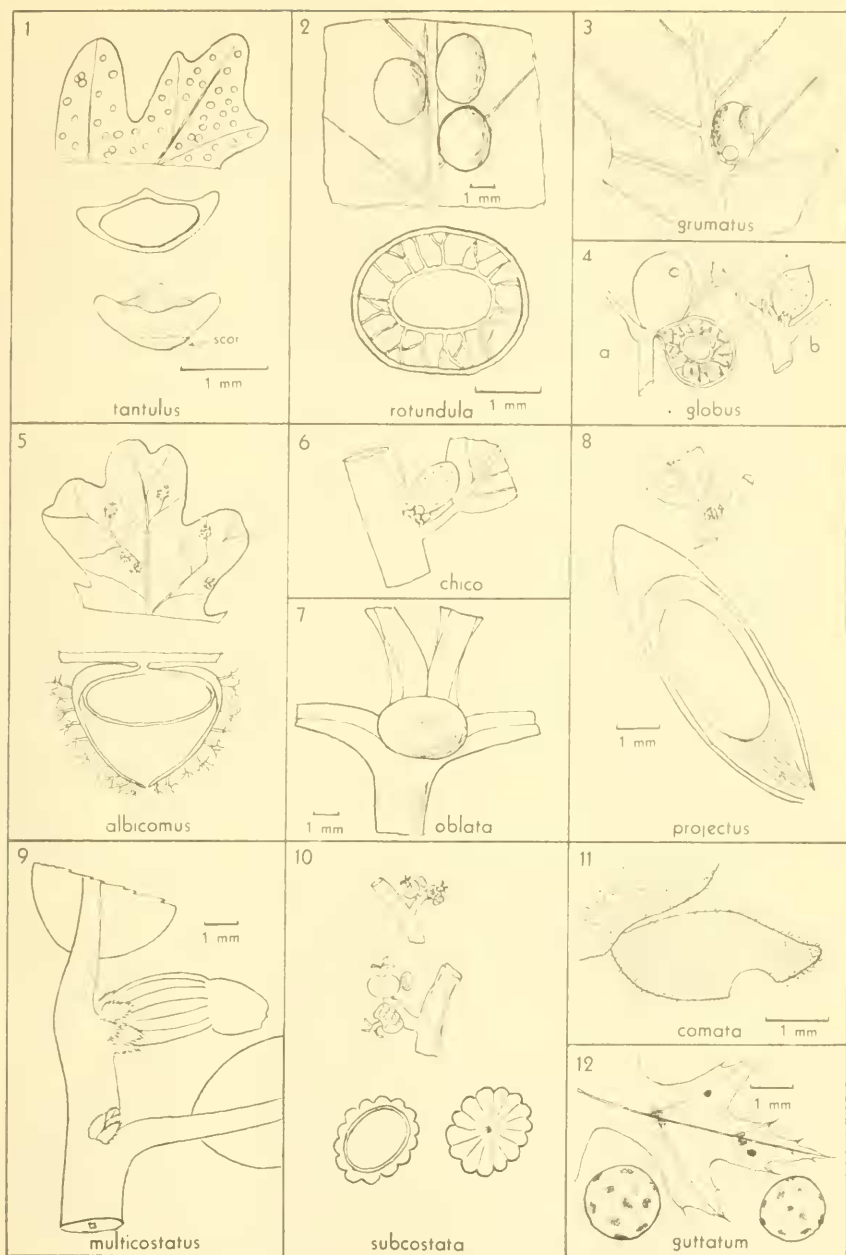 1
scar
1 mm
tantulus
2
1 mm
1 mm
rotundula
3
grumatus
4
a
b
c
globus
5
albicomus
6
chico
7
1 mm
oblata
8
1 mm
projectus
9
1 mm
multicostatus
10
subcostata
11
1 mm
comata
12
1 mm
guttatum